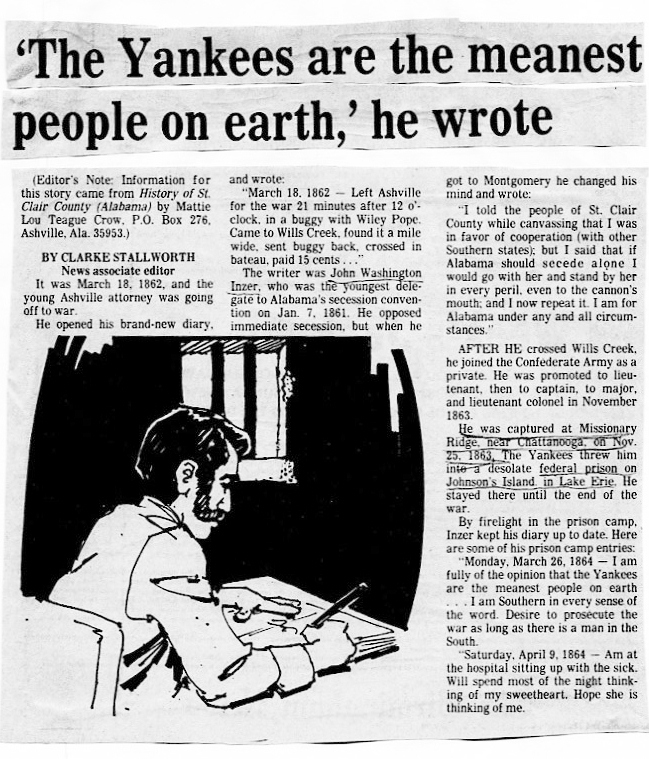 ‘The Yankees are the meanest
people on earth,’ he wrote
(Editor's Note: Information for
this story came from History of St.
Clair County (Alabama) by Mattie
Lou Teague Crow, P.O. Box 276,
Ashville, Ala. 35953.)
BY CLARKE STALLWORTH
News associate editor
It was March 18, 1862, and the
young Ashville attorney was going
off to war.
He opened his brand-new diary,
and wrote:
"March 18, 1862 — Left Ashville
for the war 21 minutes after 12 o'-
clock, in a buggy with Wiley Pope.
Came to Wills Creek, found it a mile
wide, sent buggy back, crossed in
bateau, paid 15 cents . . ."
The writer was John Washington
Inzer, who was the youngest dele-
gate to Alabama's secession conven-
tion on Jan. 7, 1861. He opposed
immediate secession, but when he
got to Montgomery he changed his
mind and wrote:
"I told the people of St. Clair
County while canvassing that I was
in favor of cooperation (with other
Southern states); but I said that if
Alabama should secede alone I
would go with her and stand by her
in every peril, even to the cannon's
mouth; and I now repeat it. I am for
Alabama under any and all circum-
stances."
AFTER HE crossed Wills Creek,
he joined the Confederate Army as a
private. He was promoted to lieu-
tenant, then to captain, to major,
and lieutenant colonel in November
1863.
He was captured at Missionary
Ridge, near Chattanooga, on Nov.
25, 1863. The Yankees threw him
into a desolate federal prison on
Johnson's Island, in Lake Erie. He
stayed there until the end of the
war.
By firelight in the prison camp,
Inzer kept his diary up to date. Here
are some of his prison camp entries:
"Monday, March 26, 1864 — I am
fully of the opinion that the Yankees
are the meanest people on earth
. . . I am Southern in every sense of
the word. Desire to prosecute the
war as long as there is a man in the
South.
"Saturday, April 9, 1864 — Am at
the hospital sitting up with the sick.
Will spend most of the night think-
ing of my sweetheart. Hope she is
thinking of me.